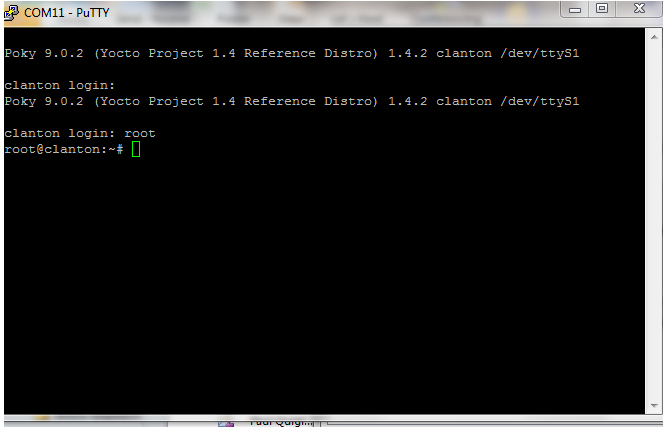 COM11 - PuTTY
Poky 9.0.2 (Yocto Project 1.4 Reference Distro) 1.4.2 clanton /dev/ttyS1
clanton login:
Poky 9.0.2 (Yocto Project 1.4 Reference Distro) 1.4.2 clanton /dev/ttyS1
clanton login: root
root@clanton:~#